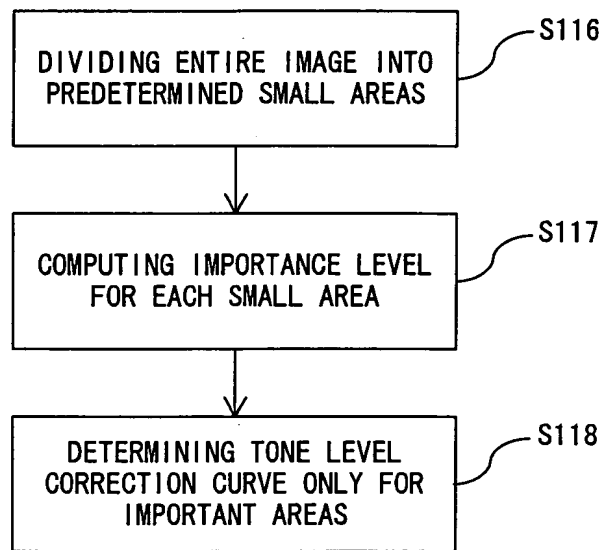 S116
DIVIDING ENTIRE IMAGE INTO
PREDETERMINED SMALL AREAS
S117
COMPUTING IMPORTANCE LEVEL
FOR EACH SMALL AREA
S118
DETERMINING TONE LEVEL
CORRECTION CURVE ONLY FOR
IMPORTANT AREAS